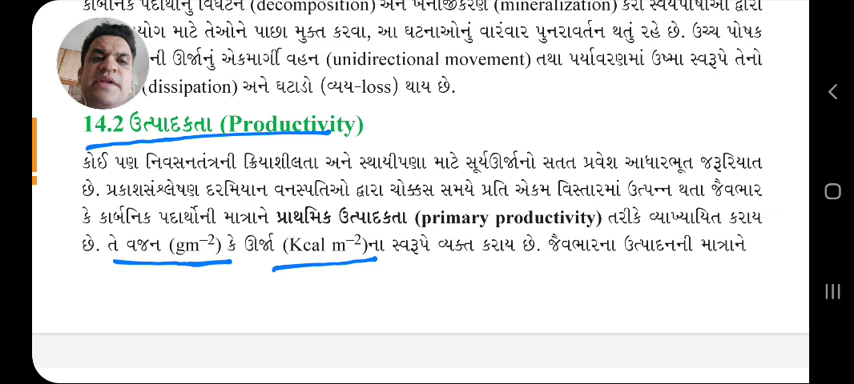 કાર્બનિક પદાર્થોનું વિઘટન (decomposition) અને ખનીજીકરણ (mineralization) કરી સ્વયંપોષીઓ દ્વારા
યોગ માટે તેઓને પાછા મુક્ત કરવા, આ ઘટનાઓનું વારંવાર પુનરાવર્તન થતું રહે છે. ઉચ્ચ પોષક
ની ઊર્જાનું એકમાર્ગી વહન (unidirectional movement) તથા પર્યાવરણમાં ઉષ્મા સ્વરૂપે તેનો
(dissipation) અને ઘટાડો (વ્યય-loss) થાય છે.
14.2 ઉત્પાદકતા (Productivity)
કોઈ પણ નિવસનતંત્રની ક્રિયાશીલતા અને સ્થાયીપણા માટે સૂર્યઊર્જાનો સતત પ્રવેશ આધારભૂત જરૂરિયાત
છે. પ્રકાશસંશ્લેષણ દરમિયાન વનસ્પતિઓ દ્વારા ચોક્કસ સમયે પ્રતિ એકમ વિસ્તારમાં ઉત્પન્ન થતા જૈવભાર
કે કાર્બનિક પદાર્થોની માત્રાને પ્રાથમિક ઉત્પાદકતા (primary productivity) તરીકે વ્યાખ્યાયિત કરાય
છે. તે વજન (gm⁻²) કે ઊર્જા (Kcal m⁻²)ના સ્વરૂપે વ્યક્ત કરાય છે. જૈવભારના ઉત્પાદનની માત્રાને